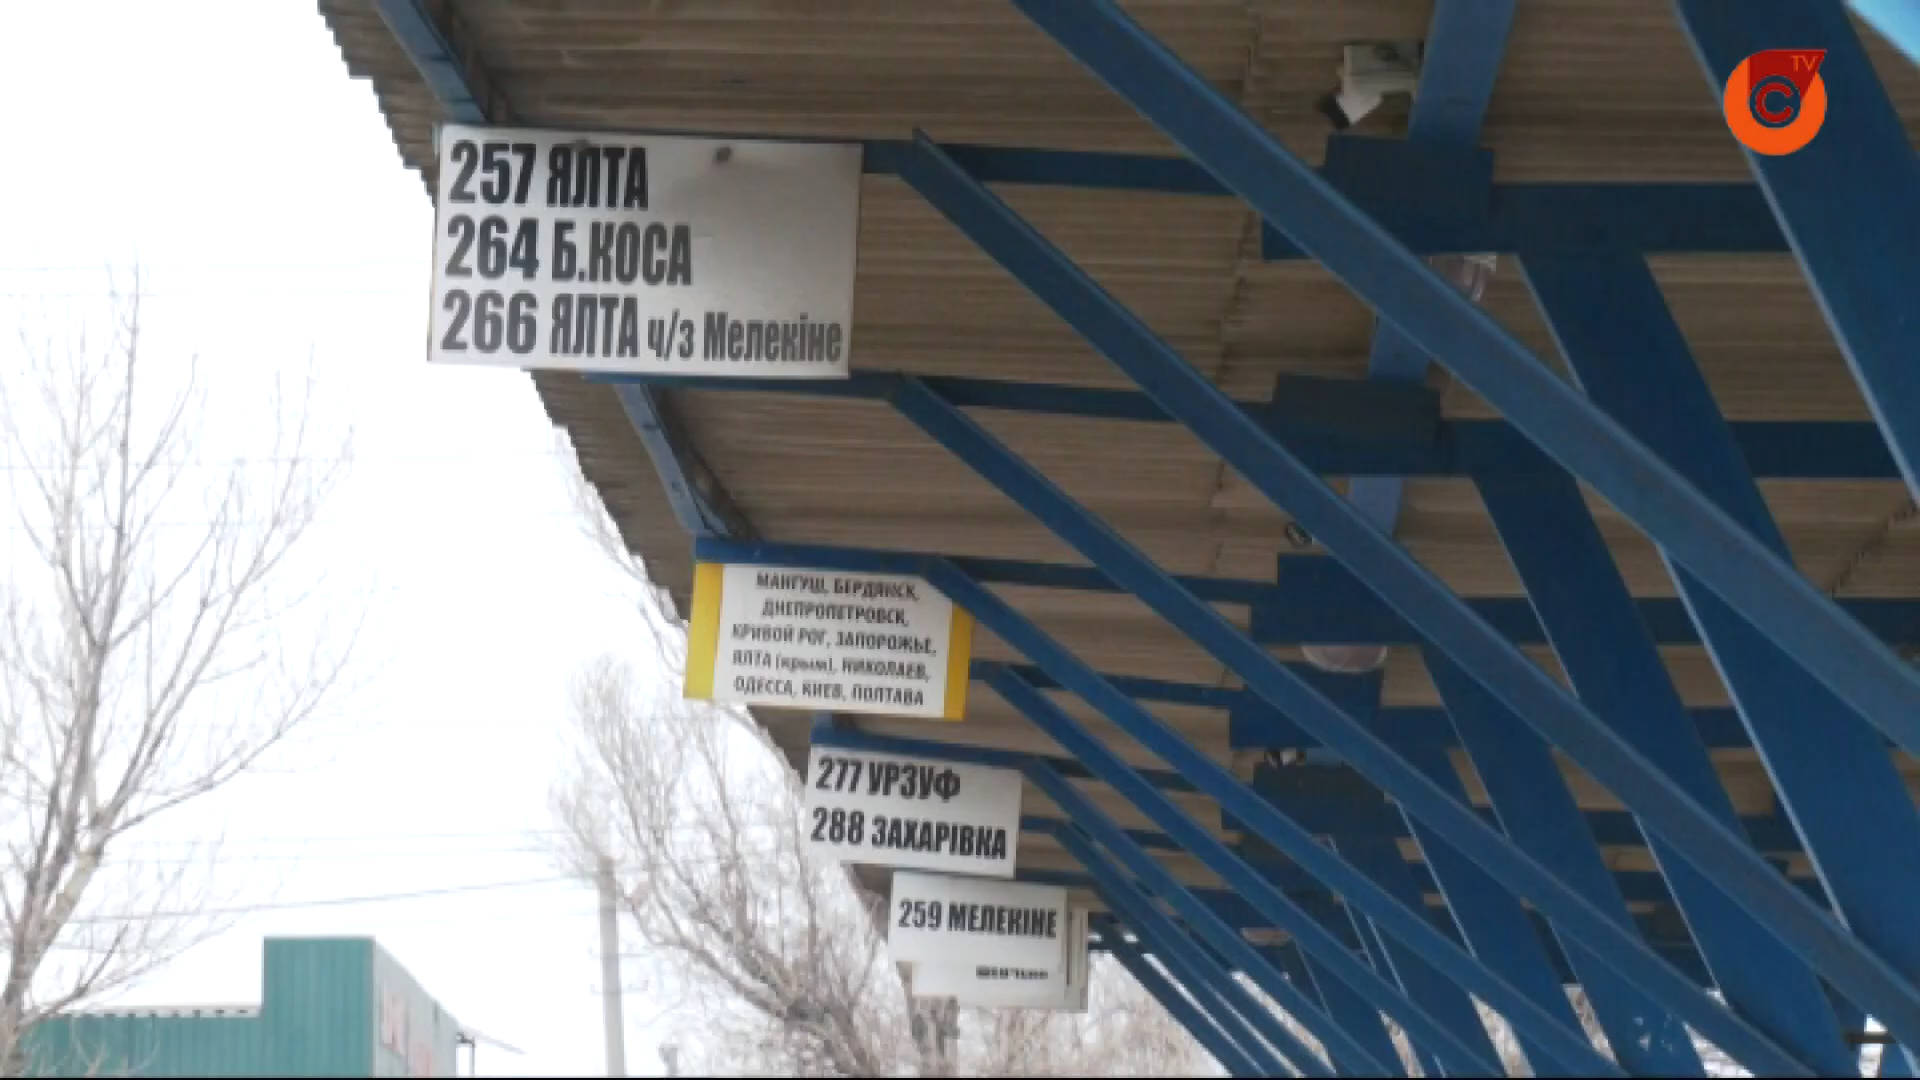 TV
C
257 ЯЛТА
264 Б.КОСА
266 ЯЛТА ч/з Мелекіне
МАНГУШ, БЕРДЯНСК,
ДНЕПРОПЕТРОВСК,
КРИВОЙ РОГ, ЗАПОРОЖЬЕ,
ЯЛТА (крым), НИКОЛАЕВ,
ОДЕССА, КИЕВ, ПОЛТАВА
277 УРЗУФ
288 ЗАХАРІВКА
259 МЕЛЕКІНЕ